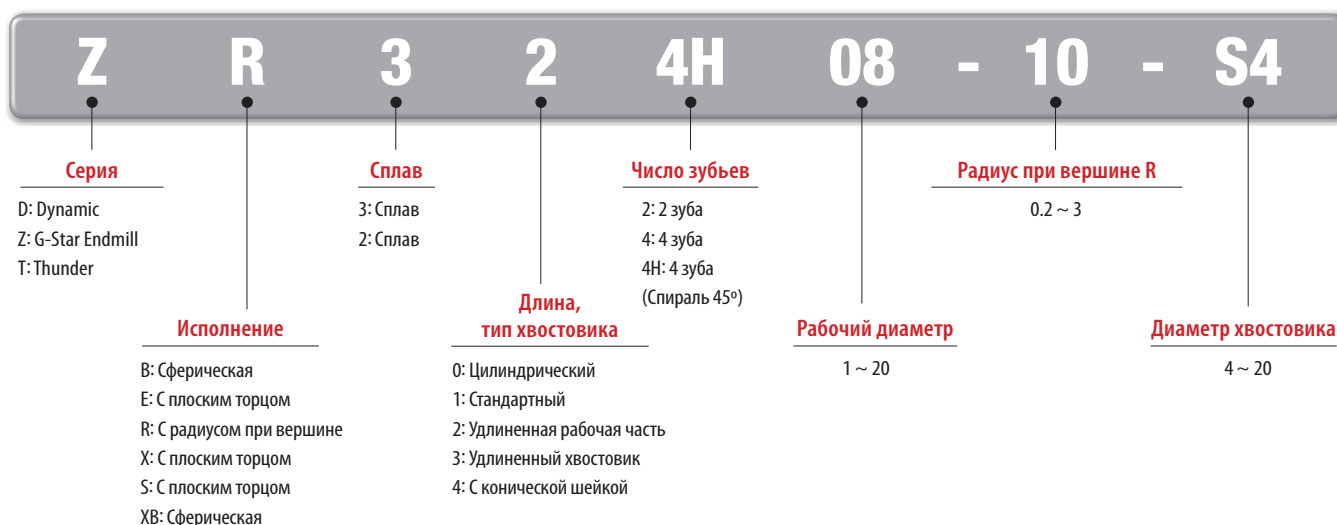 Z R 3 2 4H 08 - 10 - S4
Серия
D: Dynamic
Z: G-Star Endmill
T: Thunder
Исполнение
B: Сферическая
E: С плоским торцом
R: С радиусом при вершине
X: С плоским торцом
S: С плоским торцом
XB: Сферическая
Сплав
3: Сплав
2: Сплав
Длина,
тип хвостовика
0: Цилиндрический
1: Стандартный
2: Удлиненная рабочая часть
3: Удлиненный хвостовик
4: С конической шейкой
Число зубьев
2: 2 зуба
4: 4 зуба
4H: 4 зуба
(Спираль 45º)
Рабочий диаметр
1 ~ 20
Радиус при вершине R
0.2 ~ 3
Диаметр хвостовика
4 ~ 20